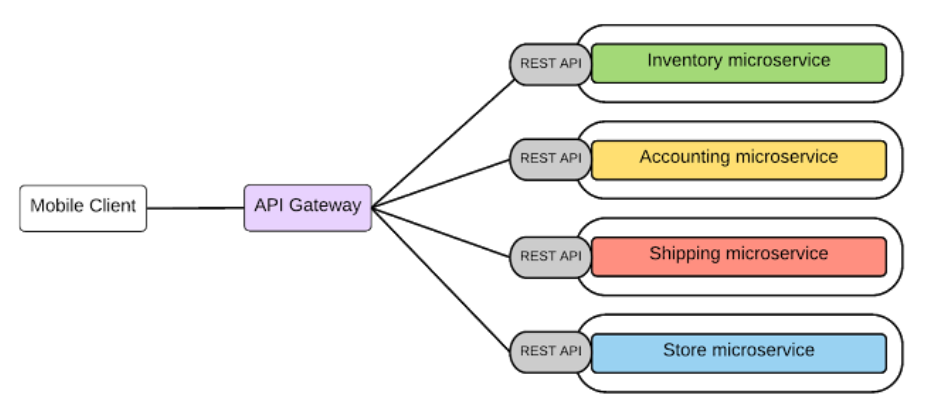 REST API
Inventory microservice
REST API
Accounting microservice
Mobile Client
API Gateway
REST API
Shipping microservice
REST API
Store microservice